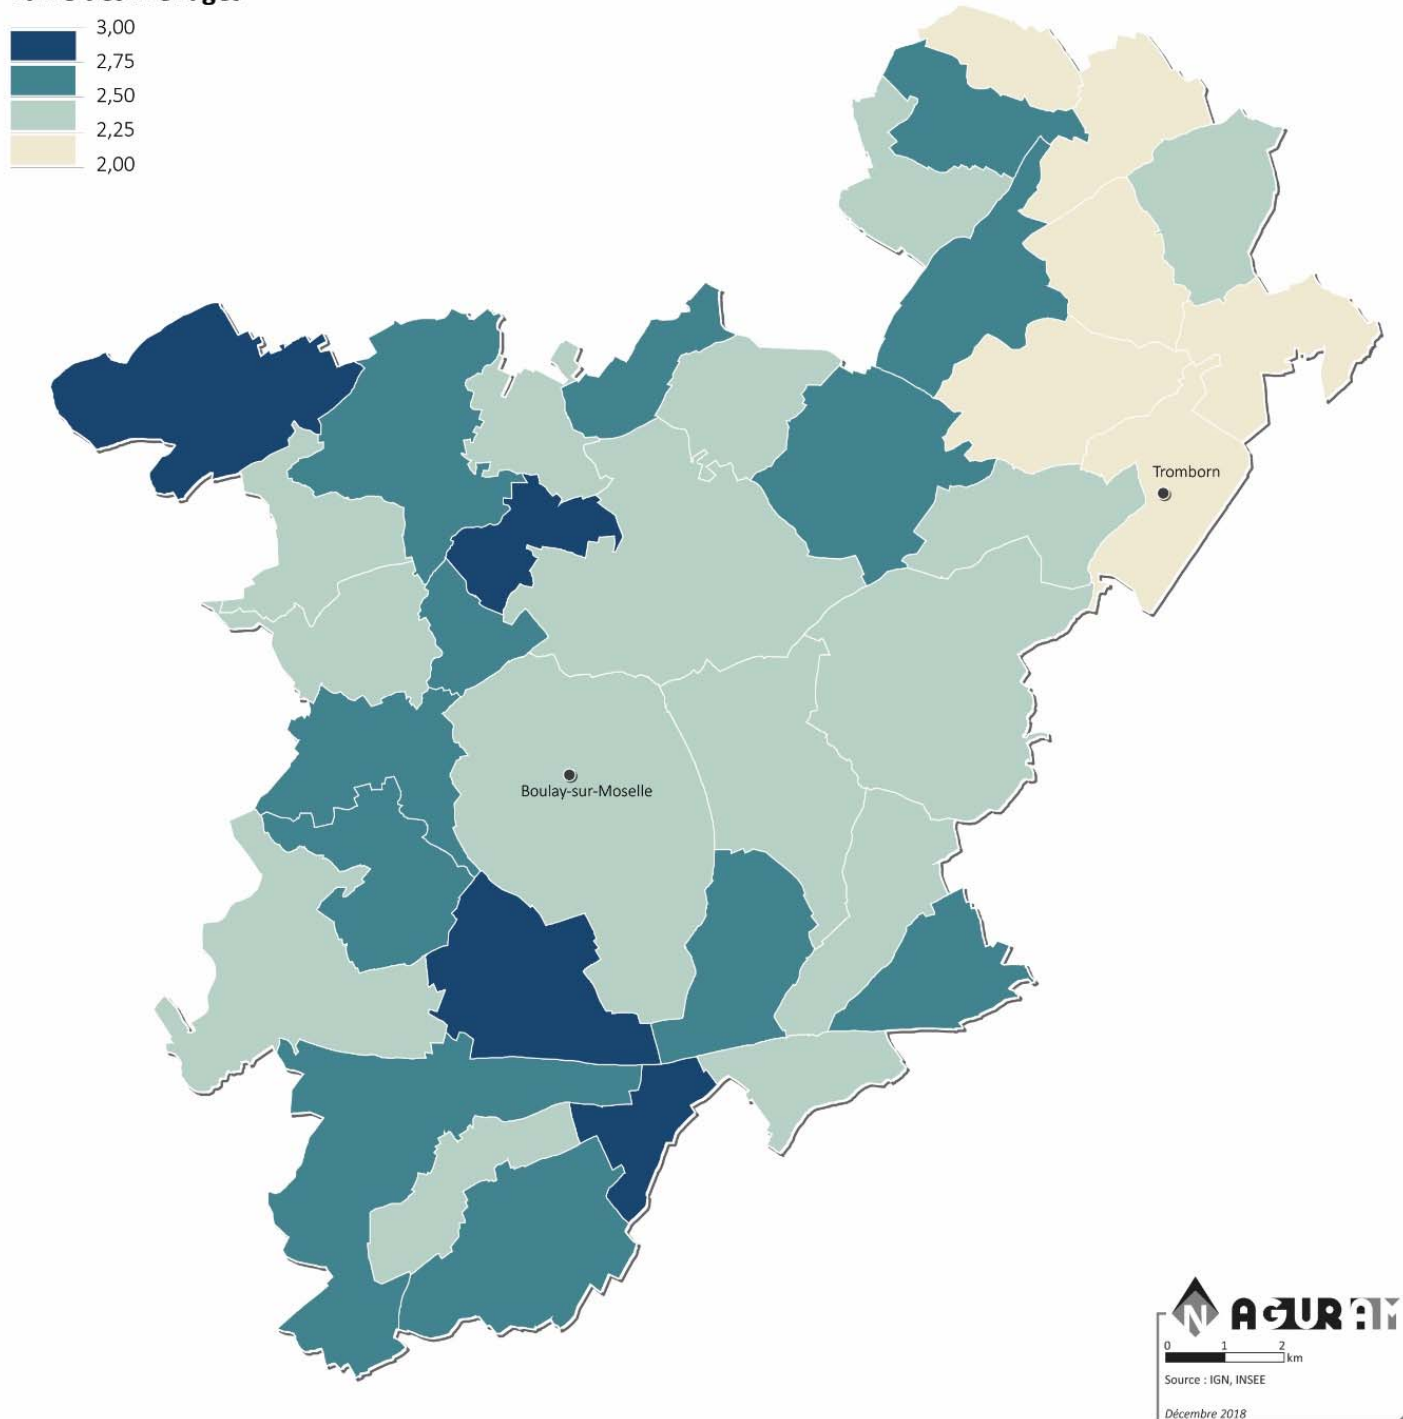 3,00
2,75
2,50
2,25
2,00
Tromborn
Boulay-sur-Moselle
N AGURAM
0 1 2
km
Source : IGN, INSEE
Décembre 2018